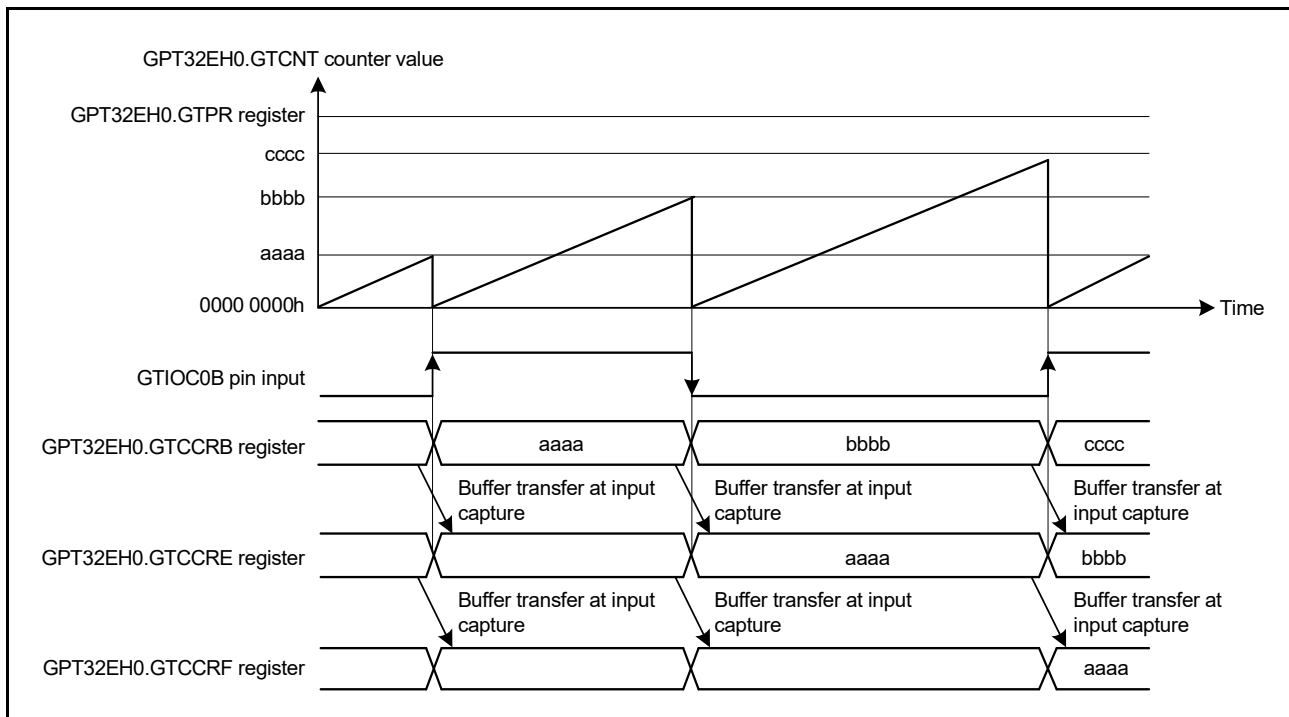 GPT32EH0.GTCNT counter value
GPT32EH0.GTPR register
cccc
bbbb
aaaa
0000 0000h
Time
GTIOC0B pin input
GPT32EH0.GTCCRB register
aaaa
bbbb
cccc
Buffer transfer at input
capture
Buffer transfer at input
capture
Buffer transfer at
input capture
GPT32EH0.GTCCRE register
aaaa
bbbb
Buffer transfer at input
capture
Buffer transfer at input
capture
Buffer transfer at
input capture
GPT32EH0.GTCCRF register
aaaa